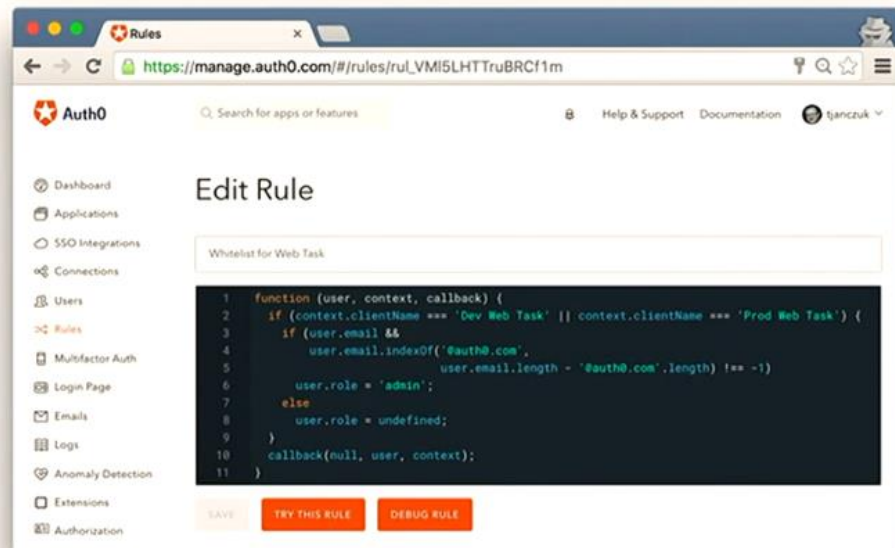 Rules
https://manage.auth0.com/#/rules/rul_VMl5LHTTruBRCf1m
Auth0
Search for apps or features
Help & Support
Documentation
tjanczuk
Dashboard
Applications
SSO Integrations
Connections
Users
Rules
Multifactor Auth
Login Page
Emails
Logs
Anomaly Detection
Extensions
Authorization
Edit Rule
Whitelist for Web Task
1 function (user, context, callback) {
2 if (context.clientName === 'Dev Web Task' || context.clientName === 'Prod Web Task') {
3 if (user.email &&
4 user.email.indexOf('@auth0.com',
5 user.email.length - '@auth0.com'.length) !== -1)
6 user.role = 'admin';
7 else
8 user.role = undefined;
9 }
10 callback(null, user, context);
11 }
SAVE
TRY THIS RULE
DEBUG RULE